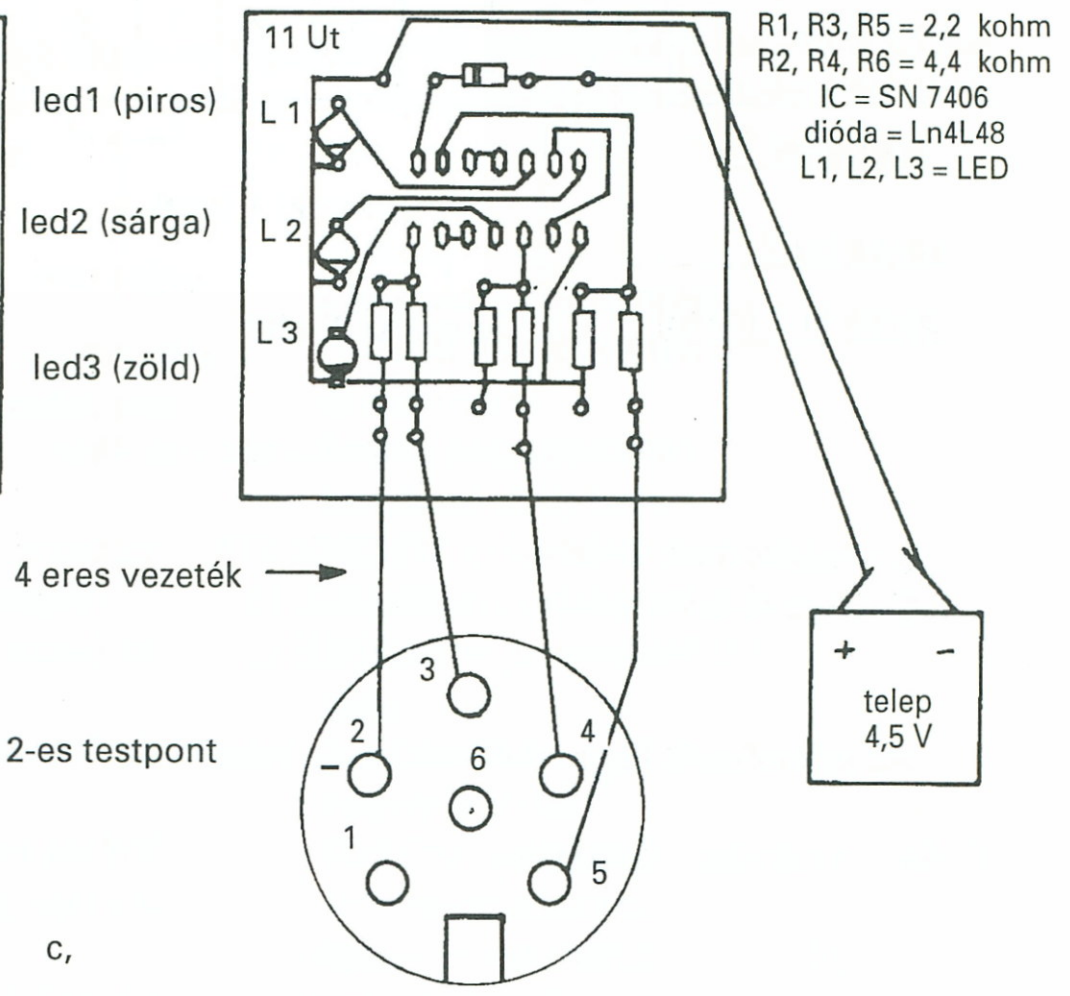 11 Ut
R1, R3, R5 = 2,2 kohm
R2, R4, R6 = 4,4 kohm
IC = SN 7406
dióda = Ln4L48
L1, L2, L3 = LED
led1 (piros)
L 1
led2 (sárga)
L 2
led3 (zöld)
L 3
4 eres vezeték
+
–
telep
4,5 V
2-es testpont
3
2
–
4
6
1
5
c,